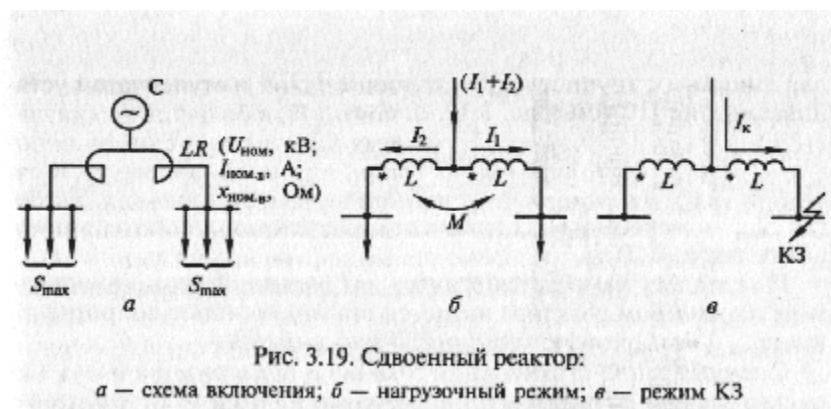 С
LR (Uном, кВ;
Iном.в, А;
xном.в, Ом)
Smax
Smax
а
(I1+I2)
I2
I1
* L
* L
M
б
Iк
* L
* L
КЗ
в
Рис. 3.19. Сдвоенный реактор:
а — схема включения; б — нагрузочный режим; в — режим КЗ